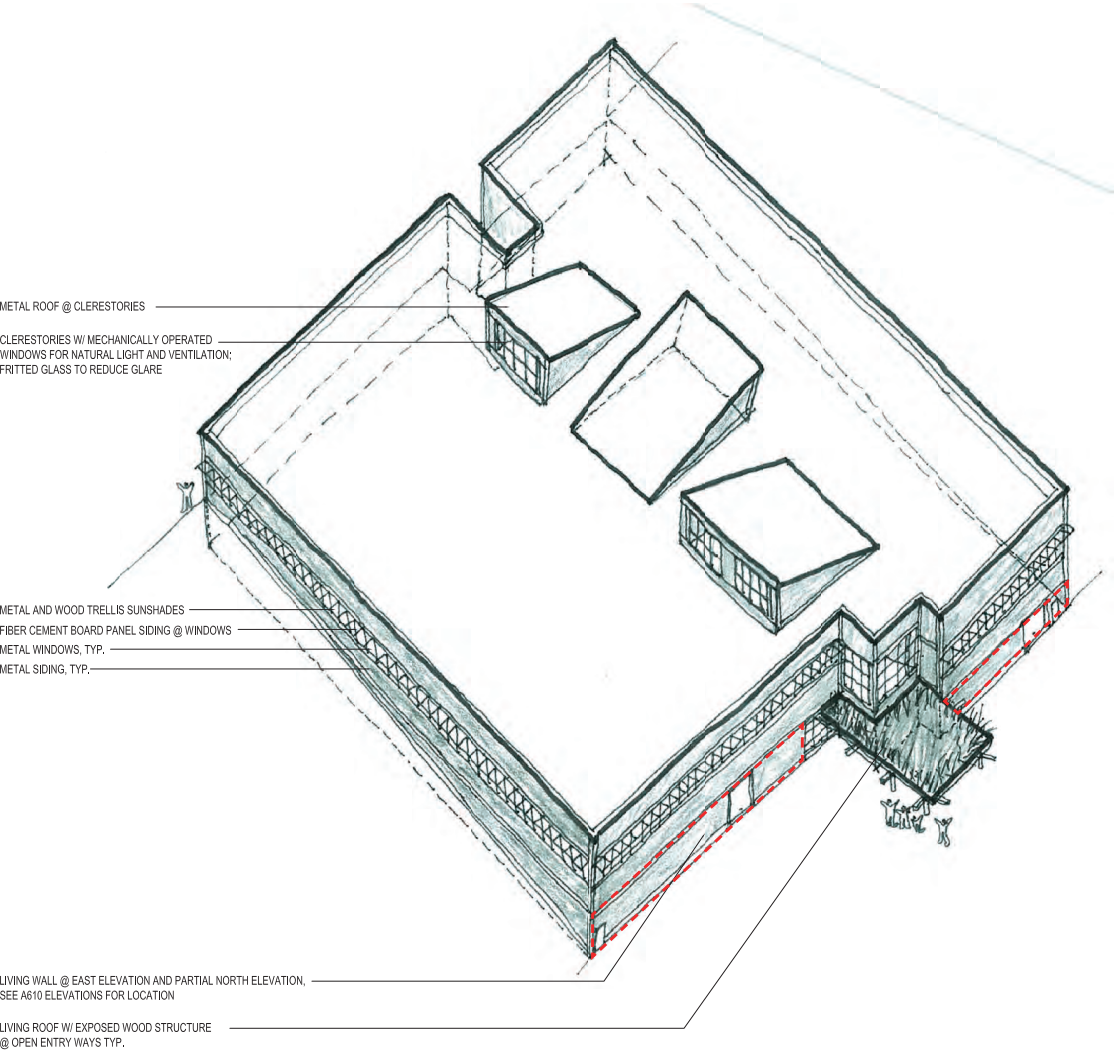 METAL ROOF @ CLERESTORIES
CLERESTORIES W/ MECHANICALLY OPERATED
WINDOWS FOR NATURAL LIGHT AND VENTILATION;
FRITTED GLASS TO REDUCE GLARE
METAL AND WOOD TRELLIS SUNSHADES
FIBER CEMENT BOARD PANEL SIDING @ WINDOWS
METAL WINDOWS, TYP.
METAL SIDING, TYP.
LIVING WALL @ EAST ELEVATION AND PARTIAL NORTH ELEVATION,
SEE A610 ELEVATIONS FOR LOCATION
LIVING ROOF W/ EXPOSED WOOD STRUCTURE
@ OPEN ENTRY WAYS TYP.